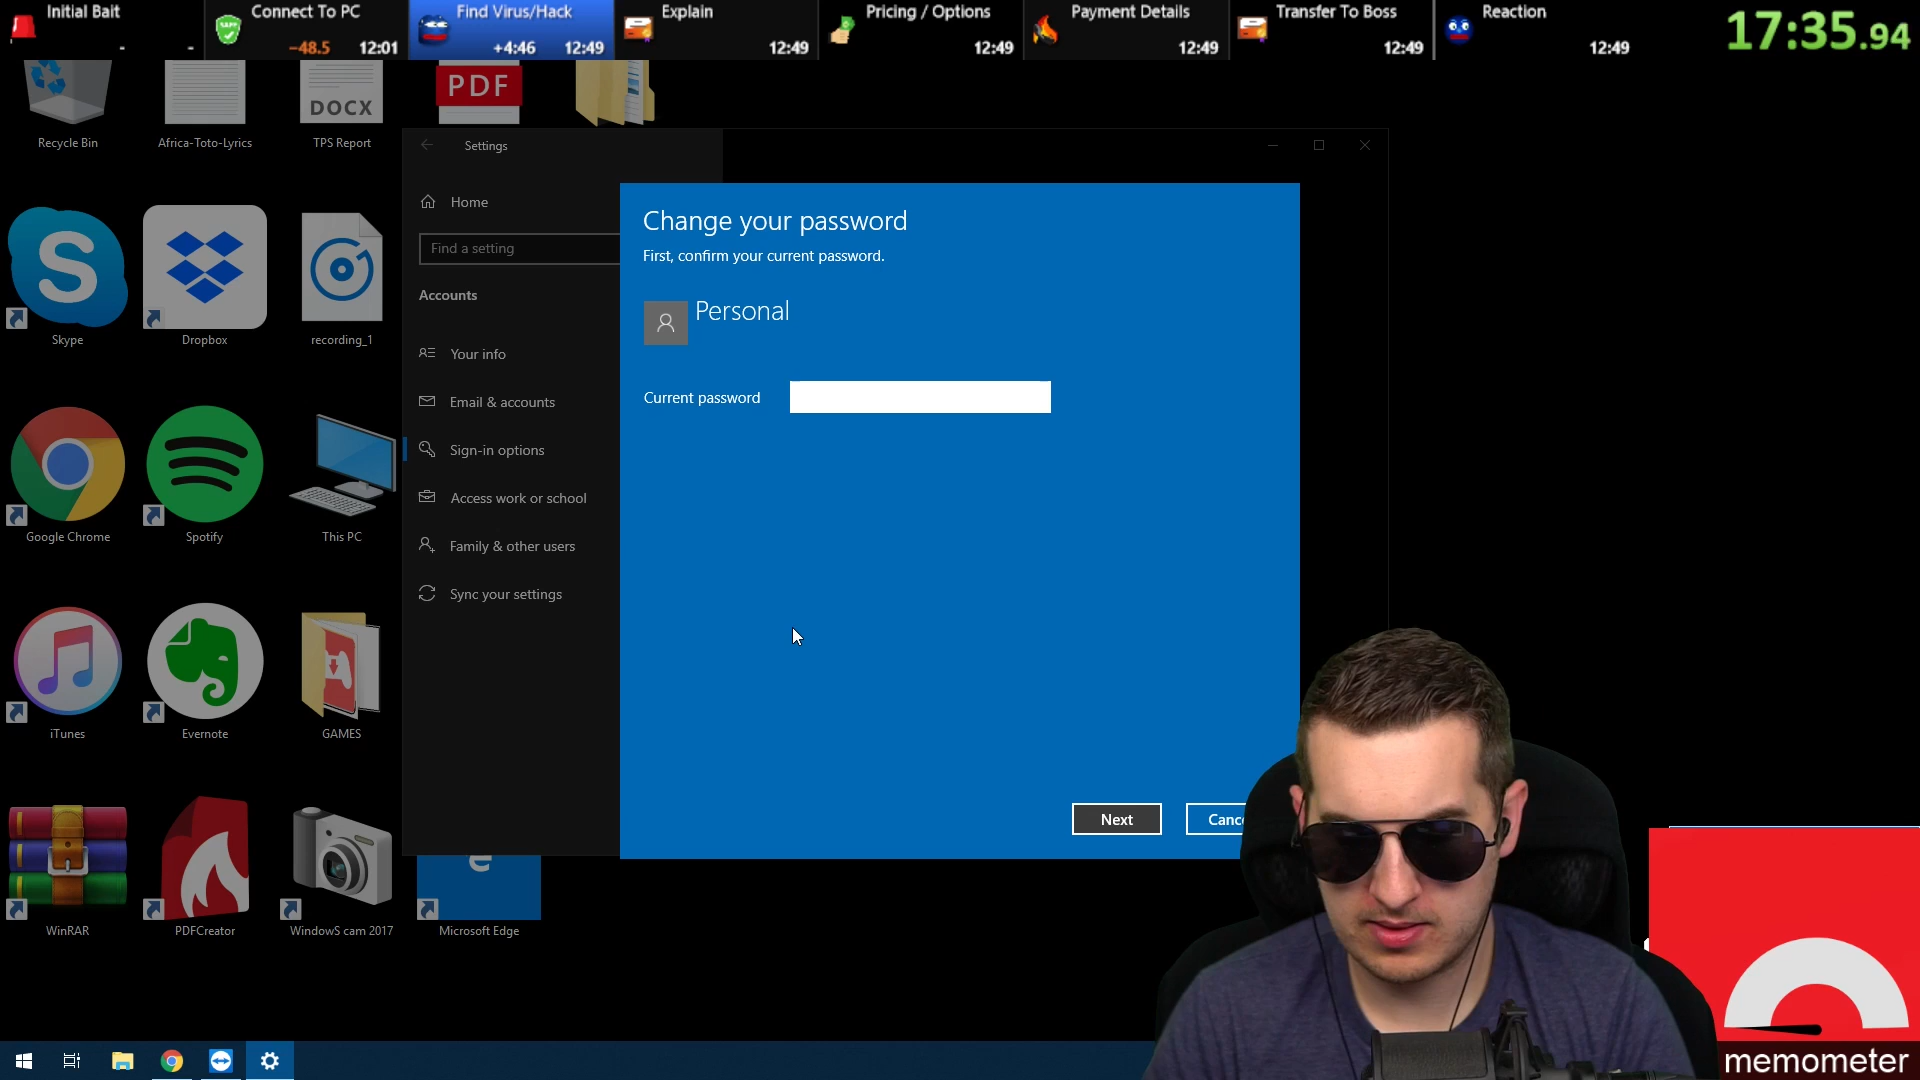 Initial Bait
-
-
Connect To PC
-48.5 12:01
Find Virus/Hack
+4:46 12:49
Explain
12:49
Pricing / Options
12:49
Payment Details
12:49
Transfer To Boss
12:49
Reaction
12:49
17:35.94
DOCX
PDF
Recycle Bin
Africa-Toto-Lyrics
TPS Report
Settings
Home
Find a setting
Accounts
Your info
Email & accounts
Sign-in options
Access work or school
Family & other users
Sync your settings
Change your password
First, confirm your current password.
Personal
Current password
Next
Canc
S
Skype
Dropbox
recording_1
Google Chrome
Spotify
This PC
iTunes
Evernote
GAMES
WinRAR
PDFCreator
WindowS cam 2017
Microsoft Edge
memometer